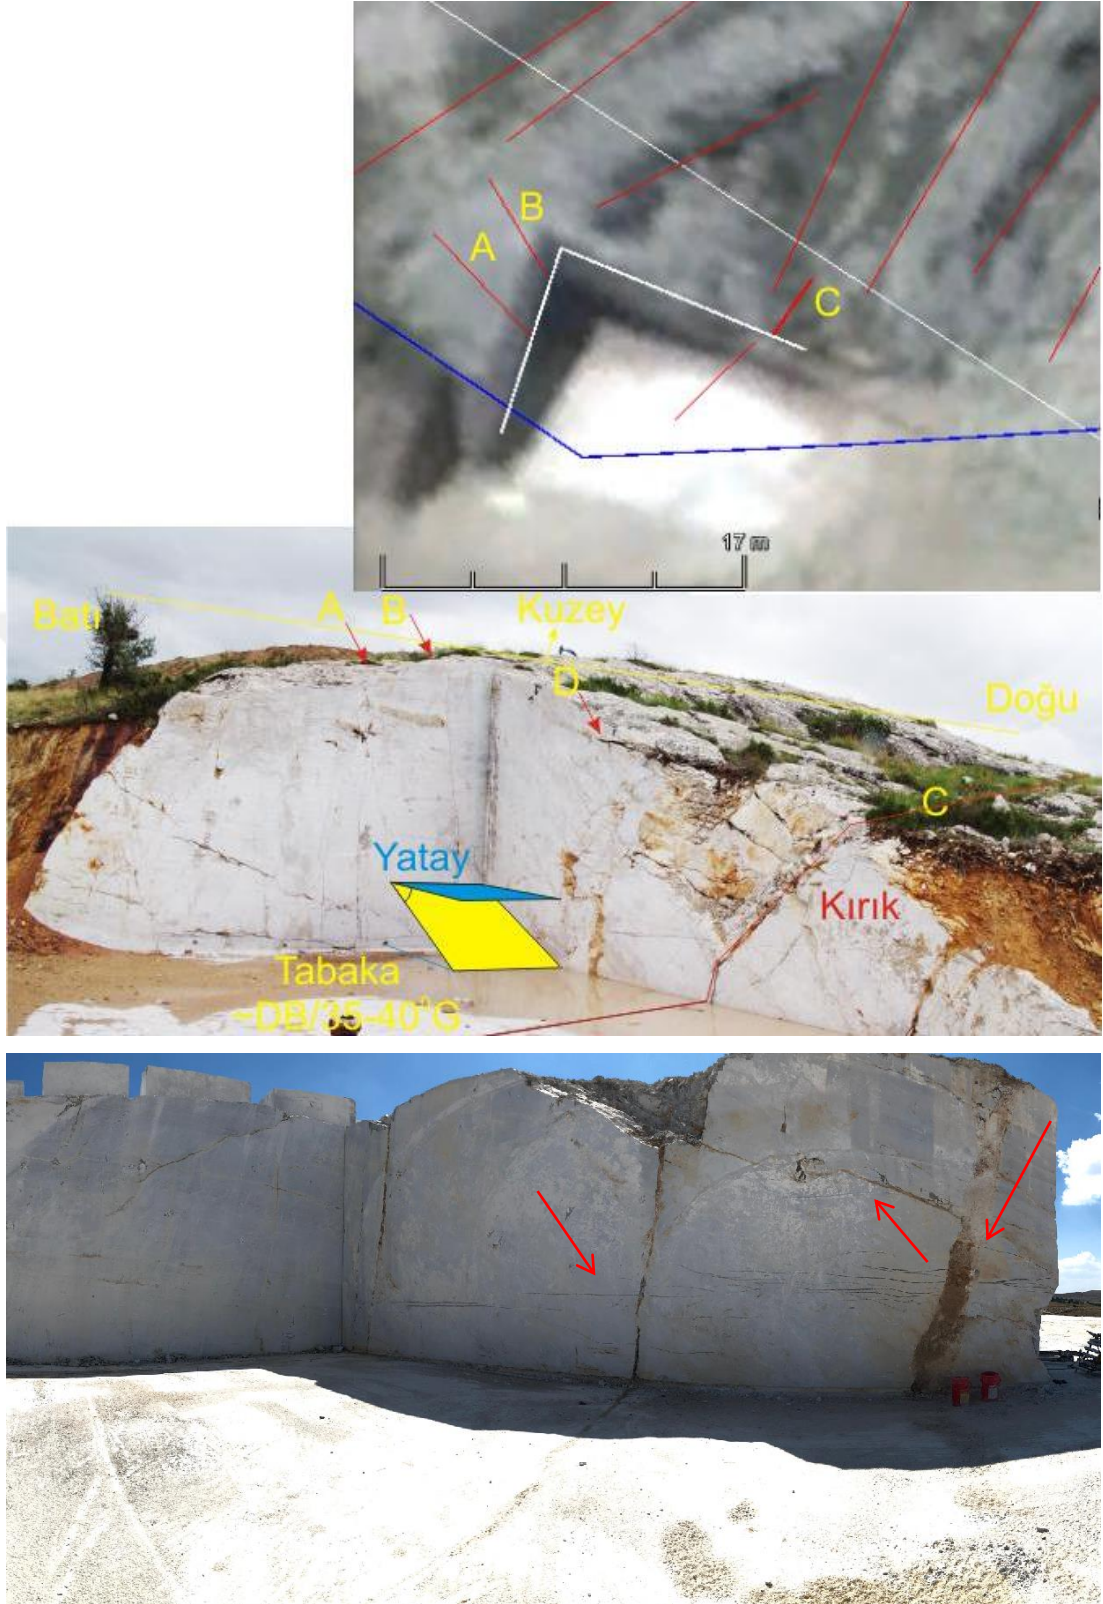 B
A
C
17 m
Batı
A
B
Kuzey
D
Doğu
C
Yatay
Kırık
Tabaka
~DB/35-40°G